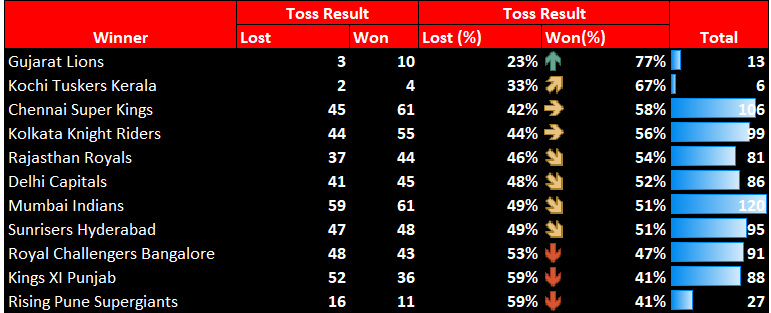 Toss Result Toss Result
Winner Lost Won Lost (%) Won(%) Total
Gujarat Lions 3 10 23% 77% 13
Kochi Tuskers Kerala 2 4 33% 67% 6
Chennai Super Kings 45 61 42% 58% 106
Kolkata Knight Riders 44 55 44% 56% 99
Rajasthan Royals 37 44 46% 54% 81
Delhi Capitals 41 45 48% 52% 86
Mumbai Indians 59 61 49% 51% 120
Sunrisers Hyderabad 47 48 49% 51% 95
Royal Challengers Bangalore 48 43 53% 47% 91
Kings XI Punjab 52 36 59% 41% 88
Rising Pune Supergiants 16 11 59% 41% 27